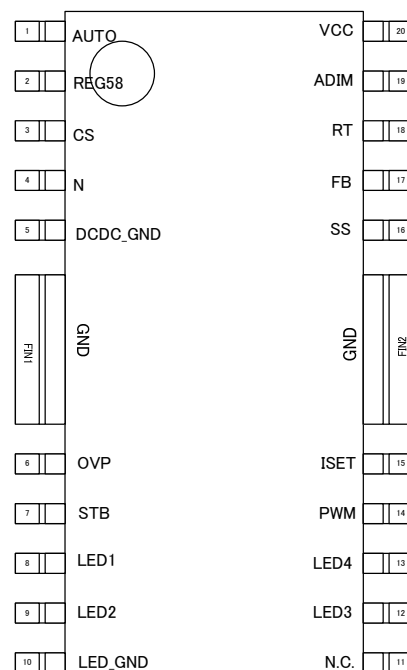 1 AUTO VCC 20
2 REG58 ADIM 19
3 CS RT 18
4 N FB 17
5 DCDC_GND SS 16
FIN1 GND GND FIN2
6 OVP ISET 15
7 STB PWM 14
8 LED1 LED4 13
9 LED2 LED3 12
10 LED_GND N.C. 11